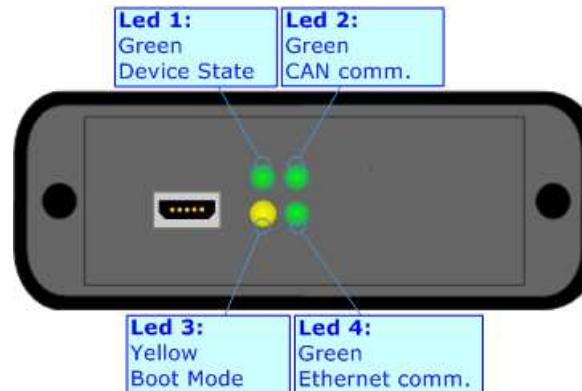 Led 1:
Green
Device State
Led 2:
Green
CAN comm.
Led 3:
Yellow
Boot Mode
Led 4:
Green
Ethernet comm.